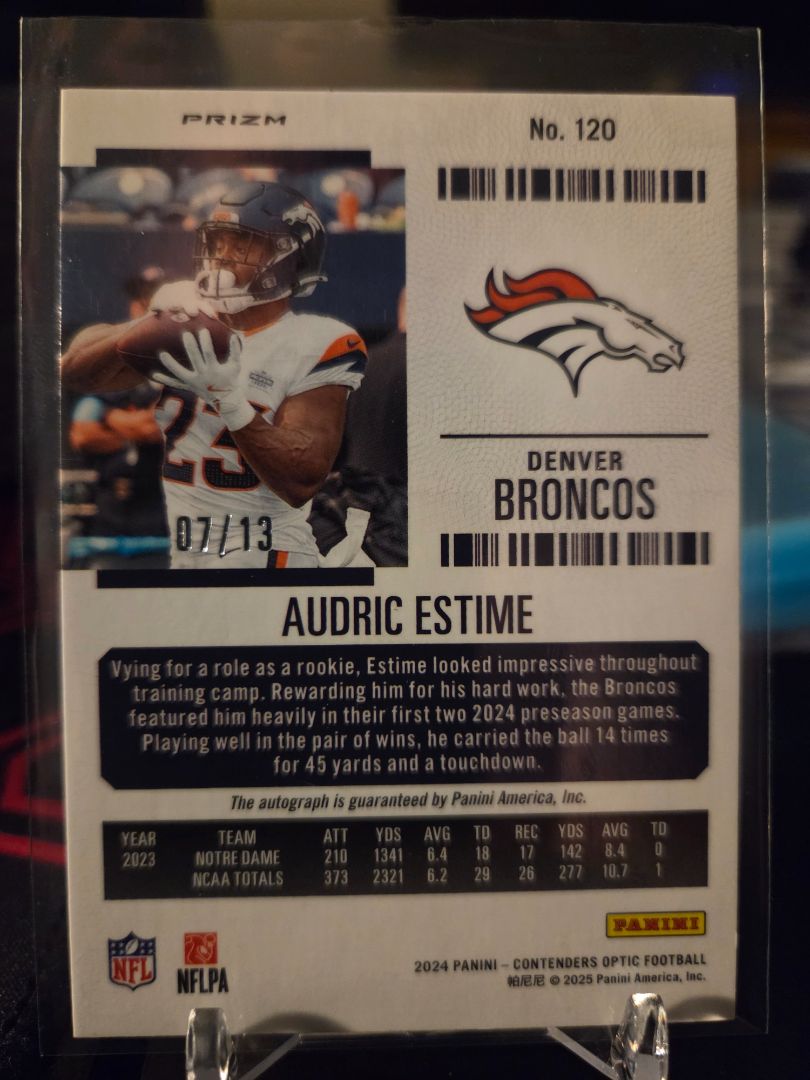 PRIZM
No. 120
23
07/13
DENVER
BRONCOS
AUDRIC ESTIME
Vying for a role as a rookie, Estime looked impressive throughout
training camp. Rewarding him for his hard work, the Broncos
featured him heavily in their first two 2024 preseason games.
Playing well in the pair of wins, he carried the ball 14 times
for 45 yards and a touchdown.
The autograph is guaranteed by Panini America, Inc.
YEAR TEAM ATT YDS AVG TD REC YDS AVG TD
2023 NOTRE DAME 210 1341 6.4 18 17 142 8.4 0
NCAA TOTALS 373 2321 6.2 29 26 277 10.7 1
PANINI
NFL
NFLPA
2024 PANINI – CONTENDERS OPTIC FOOTBALL
帕尼尼 © 2025 Panini America, Inc.